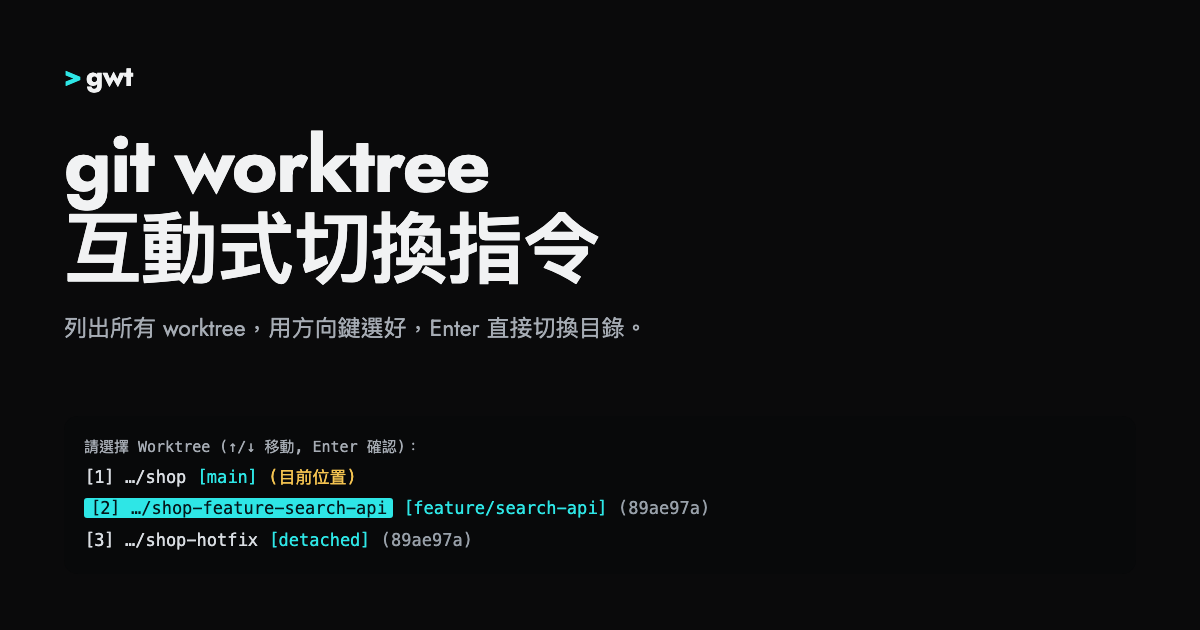 > gwt
git worktree
互動式切換指令
列出所有 worktree，用方向鍵選好，Enter 直接切換目錄。
請選擇 Worktree (↑/↓ 移動, Enter 確認)：
[1] …/shop [main] (目前位置)
[2] …/shop-feature-search-api [feature/search-api] (89ae97a)
[3] …/shop-hotfix [detached] (89ae97a)